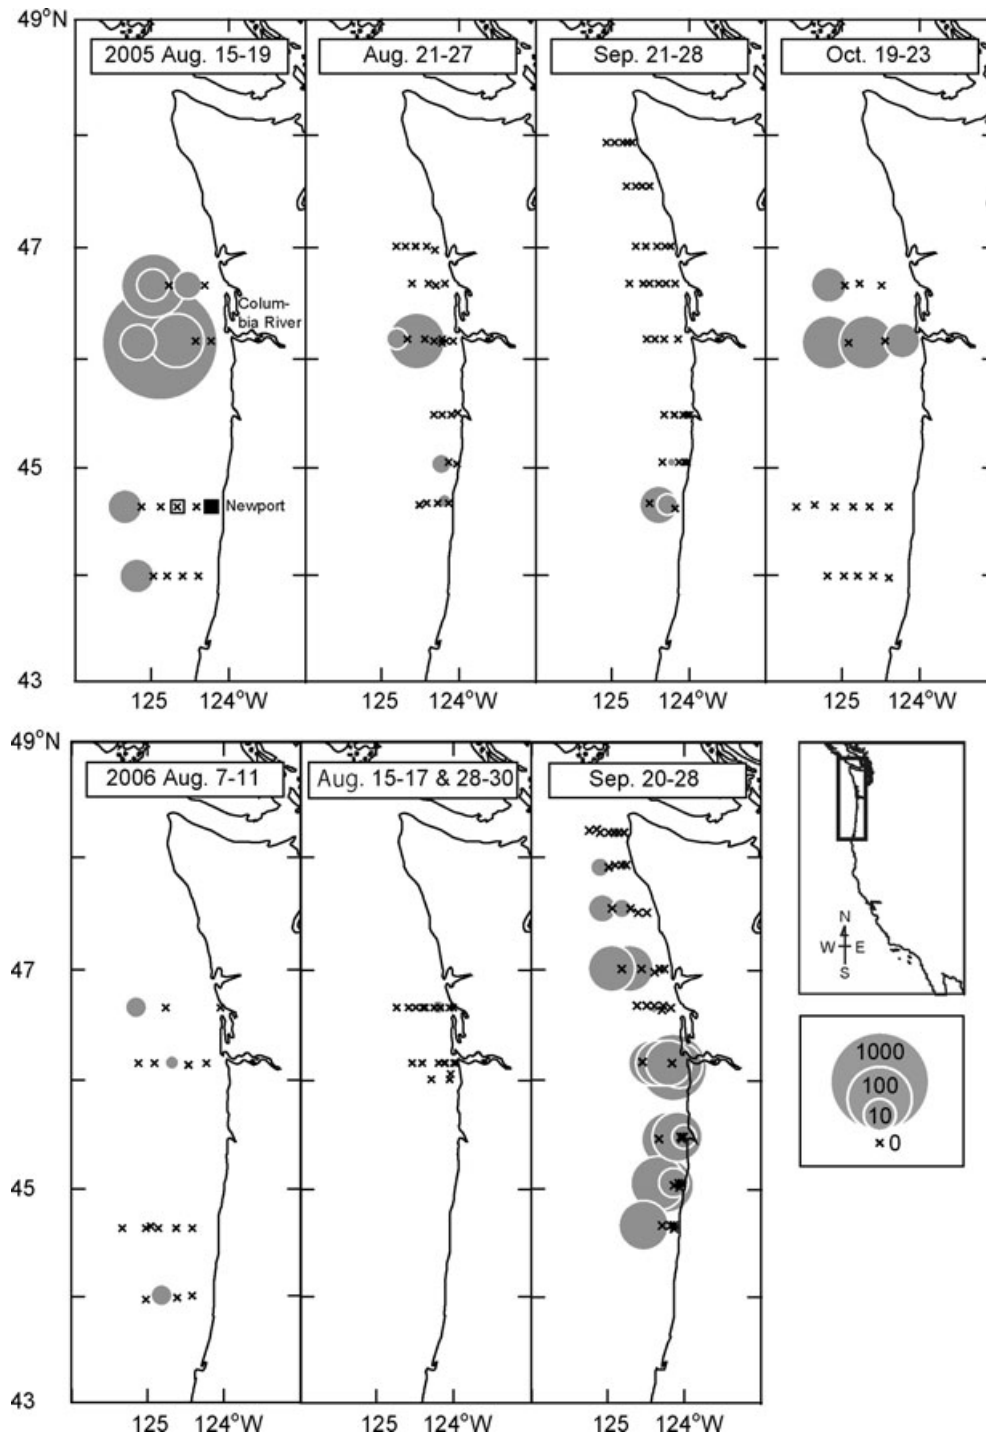 49°N
2005 Aug. 15-19
Aug. 21-27
Sep. 21-28
Oct. 19-23
47
Colum-
bia River
45
Newport
43
125 124°W
125 124°W
125 124°W
125 124°W
49°N
2006 Aug. 7-11
Aug. 15-17 & 28-30
Sep. 20-28
47
N
W E
S
1000
100
10
0
45
43
125 124°W
125 124°W
125 124°W